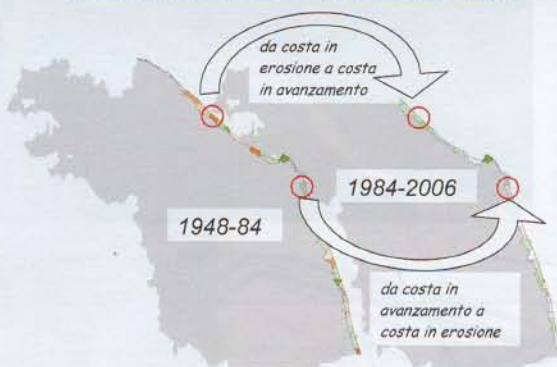 da costa in
erosione a costa
in avanzamento
1984-2006
1948-84
da costa in
avanzamento a
costa in erosione